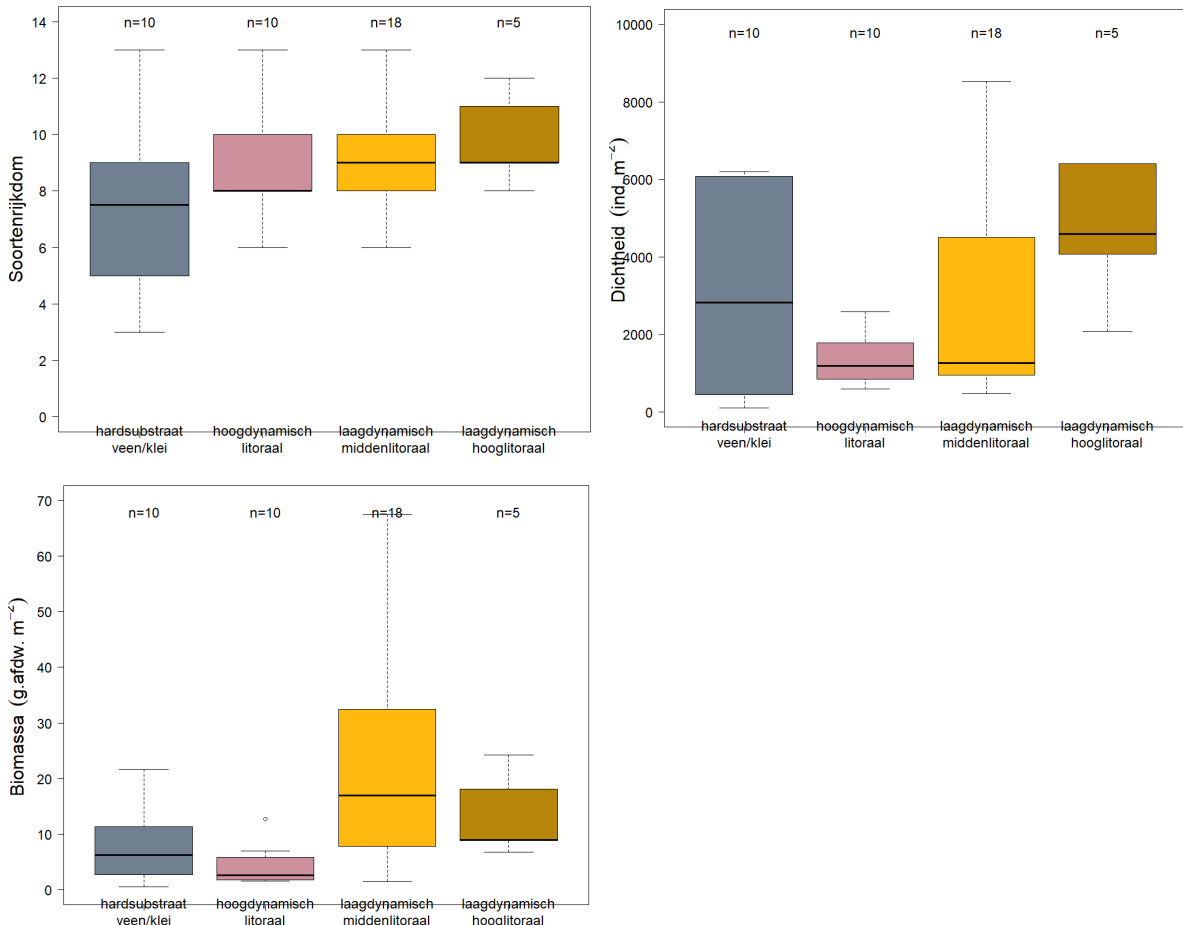 14
12
10
8
6
4
2
0
Soortenrijkdom
n=10
n=10
n=18
n=5
hardsubstraat
veen/klei
hoogdynamisch
litoraal
laagdynamisch
middenlitoraal
laagdynamisch
hooglitoraal
10000
8000
6000
4000
2000
0
Dichtheid (ind. m⁻²)
n=10
n=10
n=18
n=5
hardsubstraat
veen/klei
hoogdynamisch
litoraal
laagdynamisch
middenlitoraal
laagdynamisch
hooglitoraal
70
60
50
40
30
20
10
0
Biomassa (g.afdw. m⁻²)
n=10
n=10
n=18
n=5
hardsubstraat
veen/klei
hoogdynamisch
litoraal
laagdynamisch
middenlitoraal
laagdynamisch
hooglitoraal